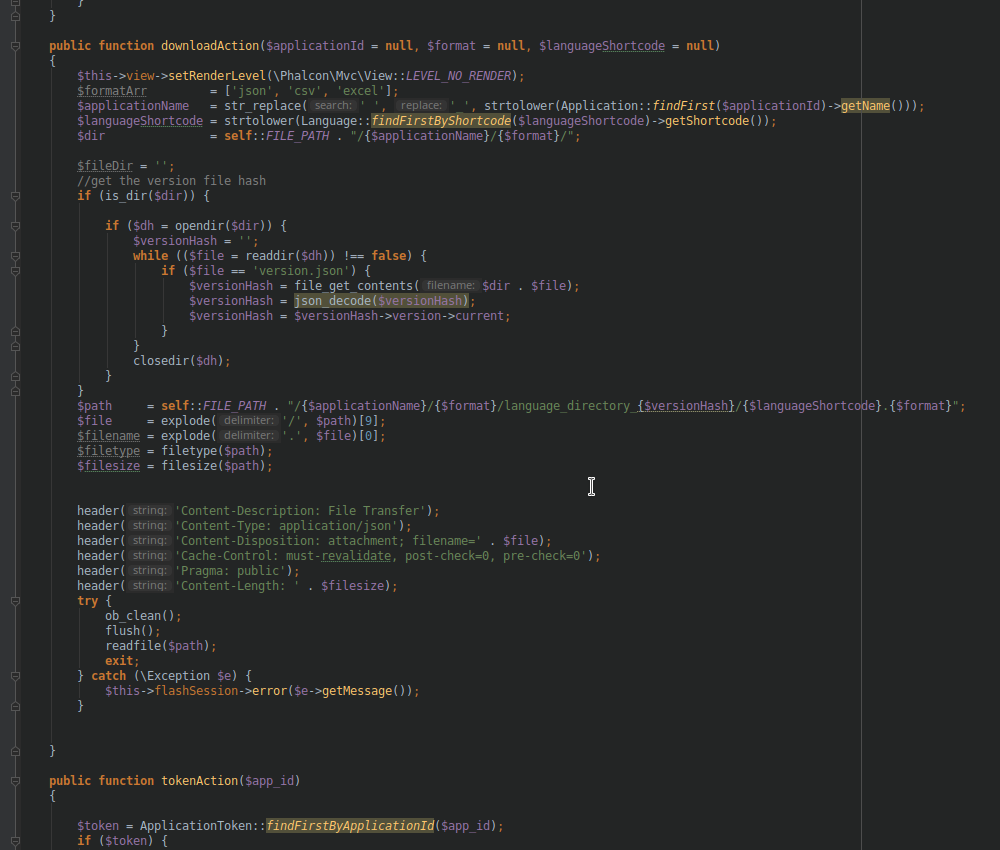 }
}
public function downloadAction($applicationId = null, $format = null, $languageShortcode = null)
{
$this->view->setRenderLevel(\Phalcon\Mvc\View::LEVEL_NO_RENDER);
$formatArr = ['json', 'csv', 'excel'];
$applicationName = str_replace( search: ' ', replace: '_', strtolower(Application::findFirst($applicationId)->getName()));
$languageShortcode = strtolower(Language::findFirstByShortcode($languageShortcode)->getShortcode());
$dir = self::FILE_PATH . "/{$applicationName}/{$format}/";
$fileDir = '';
//get the version file hash
if (is_dir($dir)) {
if ($dh = opendir($dir)) {
$versionHash = '';
while (($file = readdir($dh)) !== false) {
if ($file == 'version.json') {
$versionHash = file_get_contents( filename: $dir . $file);
$versionHash = json_decode($versionHash);
$versionHash = $versionHash->version->current;
}
}
closedir($dh);
}
}
$path = self::FILE_PATH . "/{$applicationName}/{$format}/language_directory_{$versionHash}/{$languageShortcode}.{$format}";
$file = explode( delimiter: '/', $path)[9];
$filename = explode( delimiter: '.', $file)[0];
$filetype = filetype($path);
$filesize = filesize($path);
header( string: 'Content-Description: File Transfer');
header( string: 'Content-Type: application/json');
header( string: 'Content-Disposition: attachment; filename=' . $file);
header( string: 'Cache-Control: must-revalidate, post-check=0, pre-check=0');
header( string: 'Pragma: public');
header( string: 'Content-Length: ' . $filesize);
try {
ob_clean();
flush();
readfile($path);
exit;
} catch (\Exception $e) {
$this->flashSession->error($e->getMessage());
}
}
public function tokenAction($app_id)
{
$token = ApplicationToken::findFirstByApplicationId($app_id);
if ($token) {